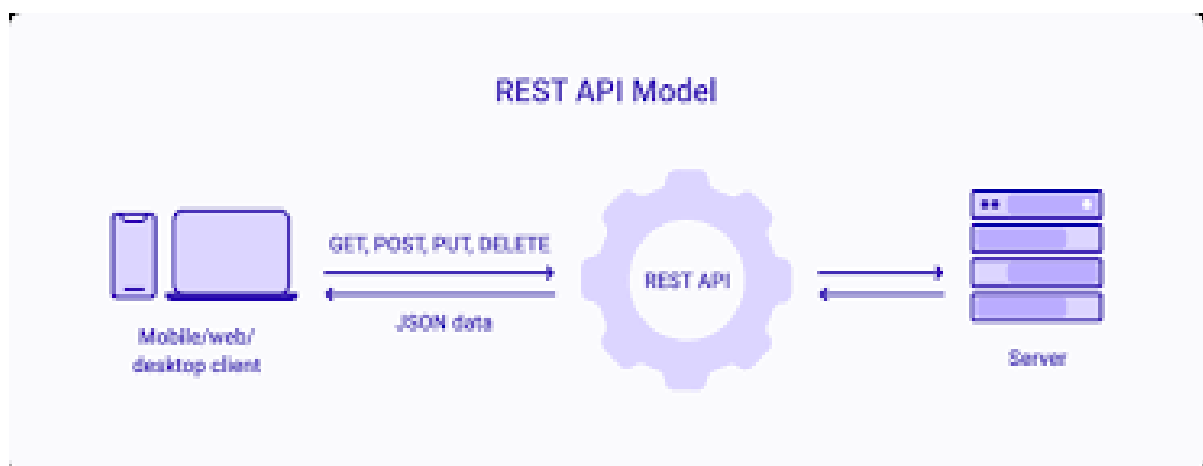 REST API Model
GET, POST, PUT, DELETE
REST API
JSON data
Mobile/web/
desktop client
Server